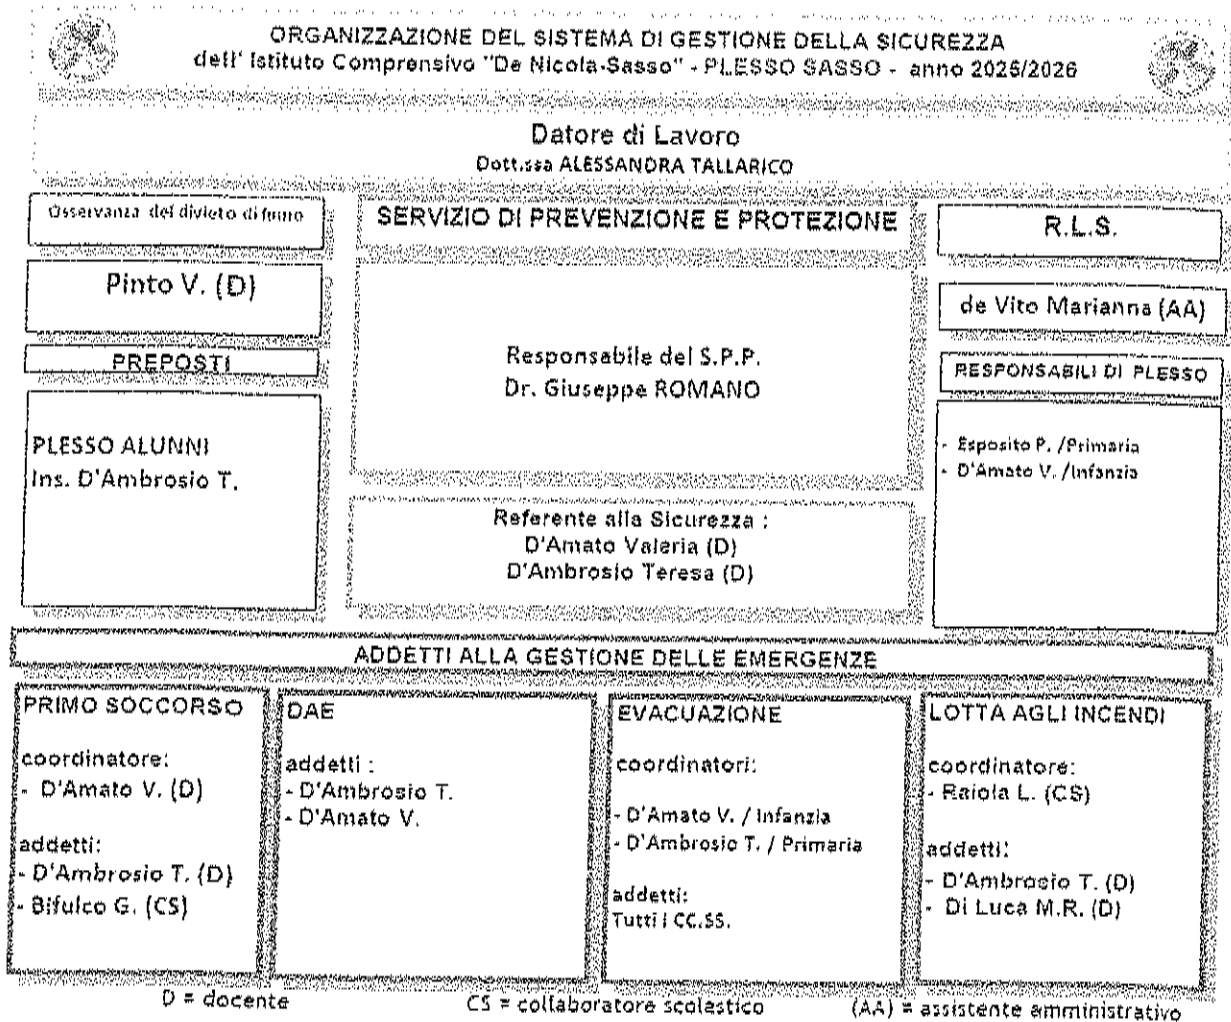 ORGANIZZAZIONE DEL SISTEMA DI GESTIONE DELLA SICUREZZA
dell' Istituto Comprensivo "De Nicola-Sasso" - PLESSO SASSO - anno 2025/2026
Datore di Lavoro
Dott.ssa ALESSANDRA TALLARICO
Osservanza del divieto di fumo
Pinto V. (D)
PREPOSTI
PLESSO ALUNNI
Ins. D'Ambrosio T.
SERVIZIO DI PREVENZIONE E PROTEZIONE
Responsabile del S.P.P.
Dr. Giuseppe ROMANO
Referente alla Sicurezza :
D'Amato Valeria (D)
D'Ambrosio Teresa (D)
R.L.S.
de Vito Marianna (AA)
RESPONSABILI DI PLESSO
- Esposito P. /Primaria
- D'Amato V. /Infanzia
ADDETTI ALLA GESTIONE DELLE EMERGENZE
PRIMO SOCCORSO
coordinatore:
- D'Amato V. (D)
addetti:
- D'Ambrosio T. (D)
- Bifulco G. (CS)
DAE
addetti :
- D'Ambrosio T.
- D'Amato V.
EVACUAZIONE
coordinatori:
- D'Amato V. / Infanzia
- D'Ambrosio T. / Primaria
addetti:
Tutti i CC.SS.
LOTTA AGLI INCENDI
coordinatore:
- Raiola L. (CS)
addetti:
- D'Ambrosio T. (D)
- Di Luca M.R. (D)
D = docente
CS = collaboratore scolastico
(AA) = assistente amministrativo